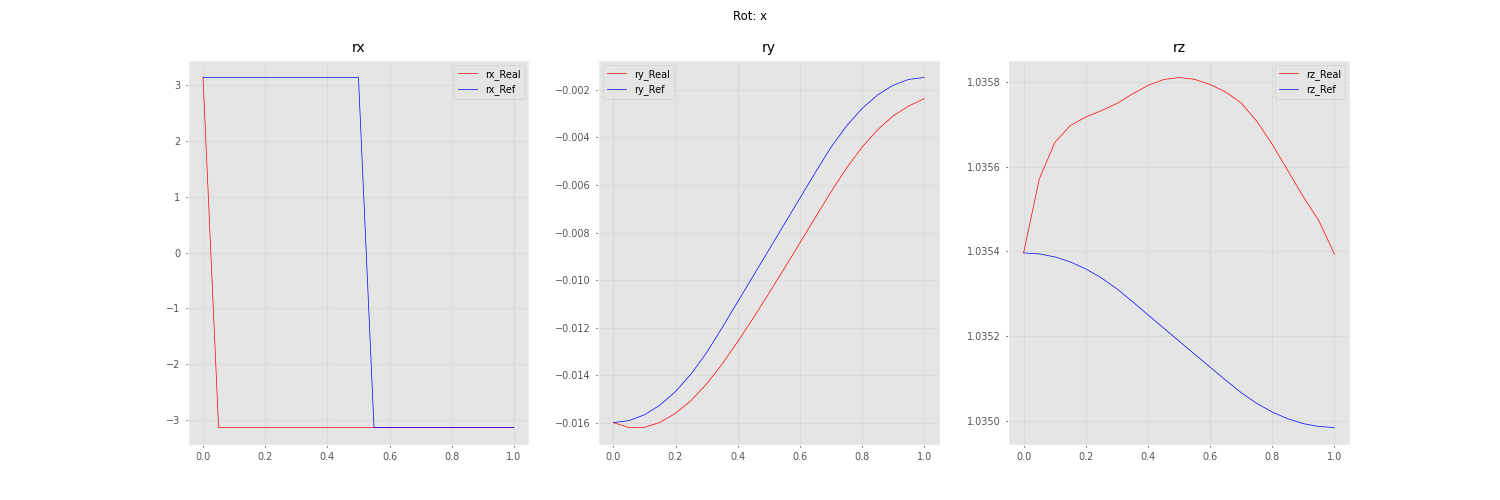 Rot: x
rx
rx_Real
rx_Ref
3
2
1
0
−1
−2
−3
0.0 0.2 0.4 0.6 0.8 1.0
ry
ry_Real
ry_Ref
−0.002
−0.004
−0.006
−0.008
−0.010
−0.012
−0.014
−0.016
0.0 0.2 0.4 0.6 0.8 1.0
rz
rz_Real
rz_Ref
1.0358
1.0356
1.0354
1.0352
1.0350
0.0 0.2 0.4 0.6 0.8 1.0